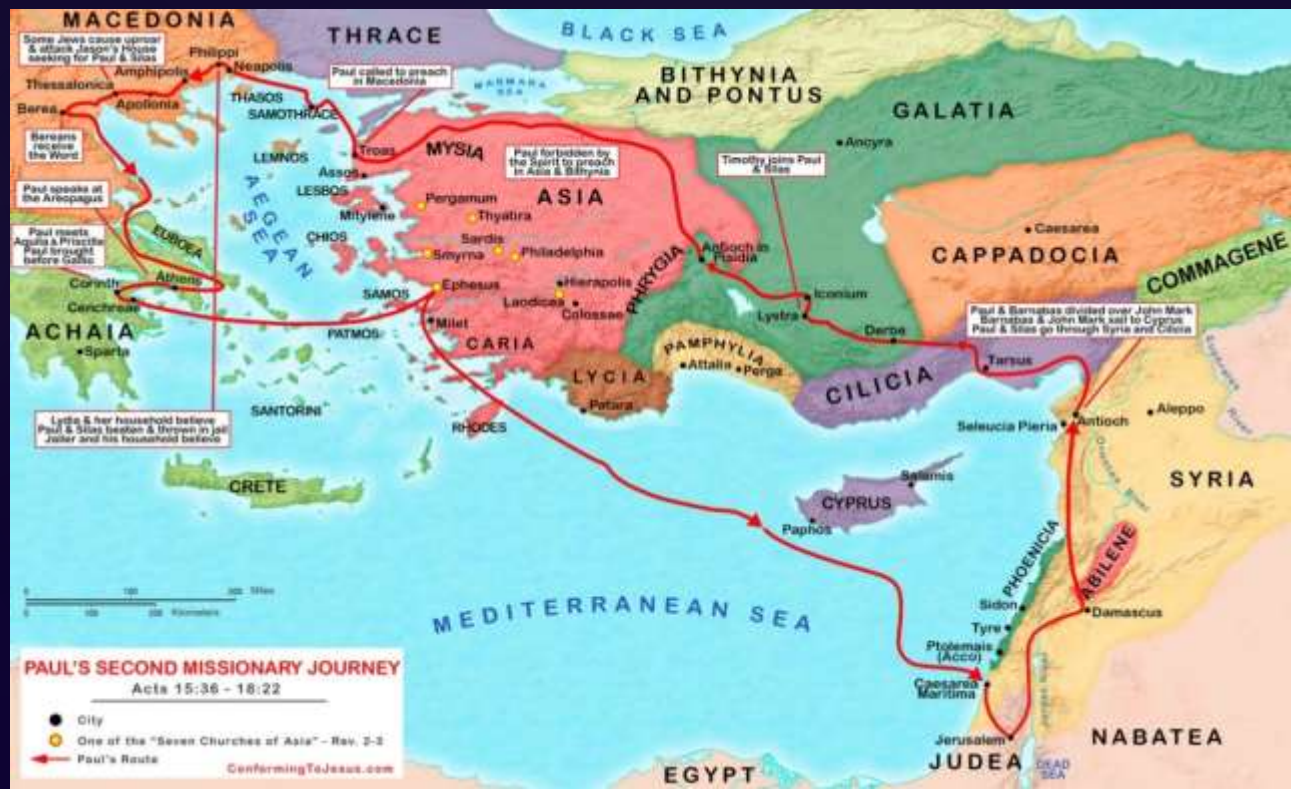 MACEDONIA
THRACE
BLACK SEA
BITHYNIA
AND PONTUS
GALATIA
Some Jews cause uproar
& attack Jason's House
seeking for Paul & Silas
Philippi
Neapolis
Amphipolis
Thessalonica
Apollonia
Berea
THASOS
SAMOTHRACE
Paul called to preach
in Macedonia
MARMARA
SEA
Ancyra
Bereans
receive
the Word
LEMNOS
Troas
Assos
MYSIA
Paul forbidden by
the Spirit to preach
in Asia & Bithynia
Timothy joins Paul
& Silas
Paul speaks at
the Areopagus
AEGEAN
SEA
LESBOS
Mitylene
Pergamum
Thyatira
ASIA
Paul meets
Aquila & Priscilla
Paul brought
before Gallio
EUBOEA
CHIOS
Sardis
Smyrna
Philadelphia
Antioch in
Pisidia
PHRYGIA
CAPPADOCIA
Caesarea
COMMAGENE
Corinth
Athens
Cenchreae
SAMOS
Ephesus
Hierapolis
Laodicea
Colossae
Iconium
Lystra
Derbe
Paul & Barnabas divided over John Mark
Barnabas & John Mark sail to Cyprus
Paul & Silas go through Syria and Cilicia
ACHAIA
Sparta
PATMOS
Milet
CARIA
LYCIA
Patara
PAMPHYLIA
Attalia
Perga
CILICIA
Tarsus
Lydia & her household believe
Paul & Silas beaten & thrown in jail
Jailer and his household believe
SANTORINI
RHODES
Seleucia Pieria
Antioch
Aleppo
River
SYRIA
CRETE
Salamis
CYPRUS
Paphos
PHOENICIA
ABILENE
Miles
Kilometers
MEDITERRANEAN SEA
Sidon
Damascus
Tyre
Ptolemais
(Acco)
Caesarea
Maritima
Jerusalem
JUDEA
DEAD
SEA
NABATEA
EGYPT
PAUL'S SECOND MISSIONARY JOURNEY
Acts 15:36 - 18:22
City
One of the "Seven Churches of Asia" - Rev. 2-3
Paul's Route
ConformingToJesus.com